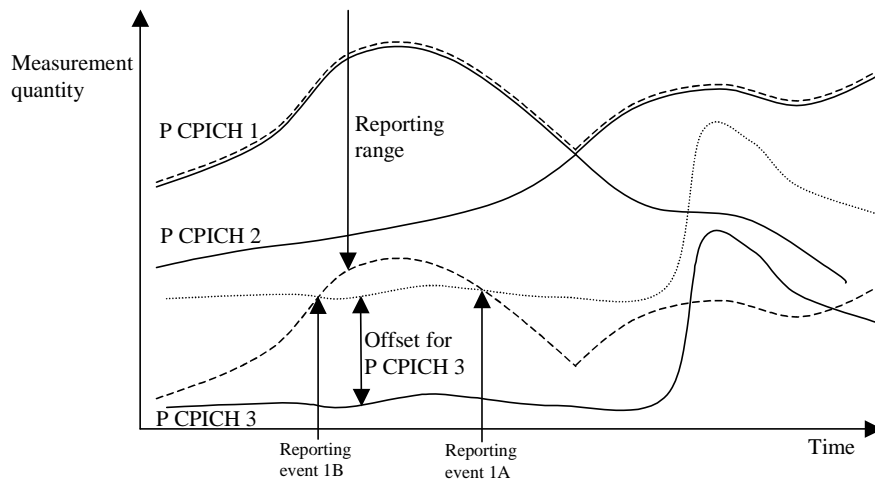 Measurement
quantity
P CPICH 1
Reporting
range
P CPICH 2
Offset for
P CPICH 3
P CPICH 3
Time
Reporting
event 1B
Reporting
event 1A